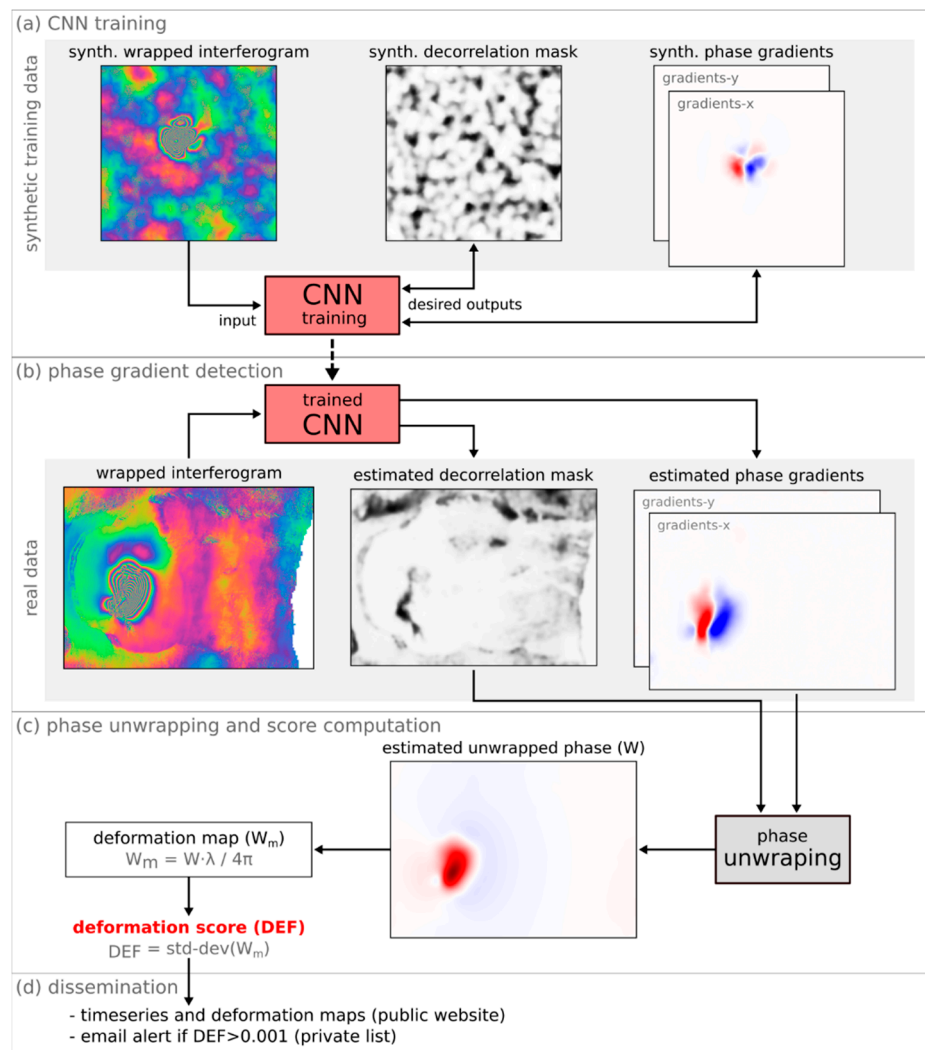 (a) CNN training
synthetic training data
synth. wrapped interferogram
synth. decorrelation mask
synth. phase gradients
gradients-y
gradients-x
input
CNN
training
desired outputs
(b) phase gradient detection
trained
CNN
real data
wrapped interferogram
estimated decorrelation mask
estimated phase gradients
gradients-y
gradients-x
(c) phase unwrapping and score computation
estimated unwrapped phase (W)
phase
unwraping
deformation map (Wₘ)
Wₘ = W·λ / 4π
deformation score (DEF)
DEF = std-dev(Wₘ)
(d) dissemination
- timeseries and deformation maps (public website)
- email alert if DEF>0.001 (private list)